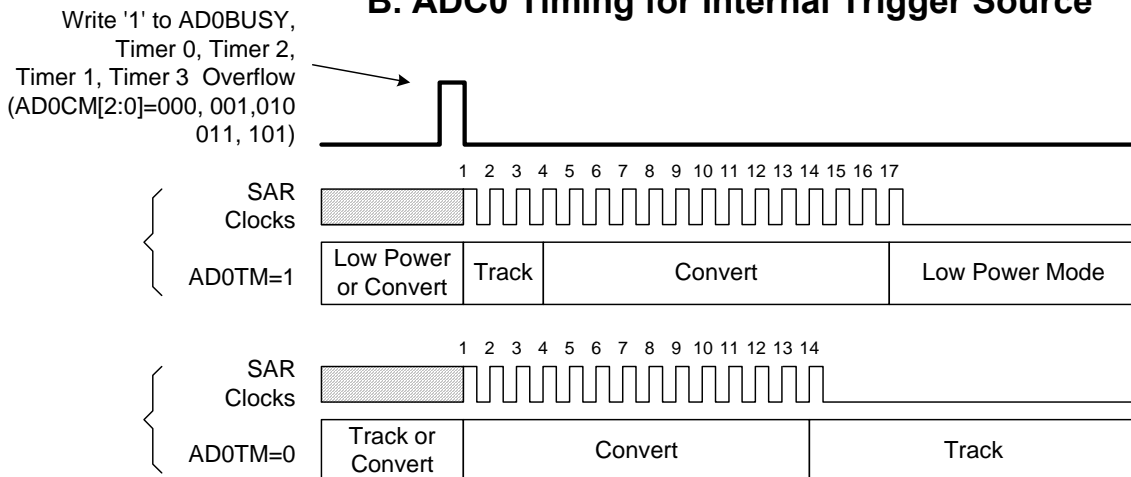 B. ADC0 Timing for Internal Trigger Source
Write '1' to AD0BUSY,
Timer 0, Timer 2,
Timer 1, Timer 3 Overflow
(AD0CM[2:0]=000, 001,010
011, 101)
1 2 3 4 5 6 7 8 9 10 11 12 13 14 15 16 17
SAR
Clocks
AD0TM=1
Low Power
or Convert
Track
Convert
Low Power Mode
1 2 3 4 5 6 7 8 9 10 11 12 13 14
SAR
Clocks
AD0TM=0
Track or
Convert
Convert
Track